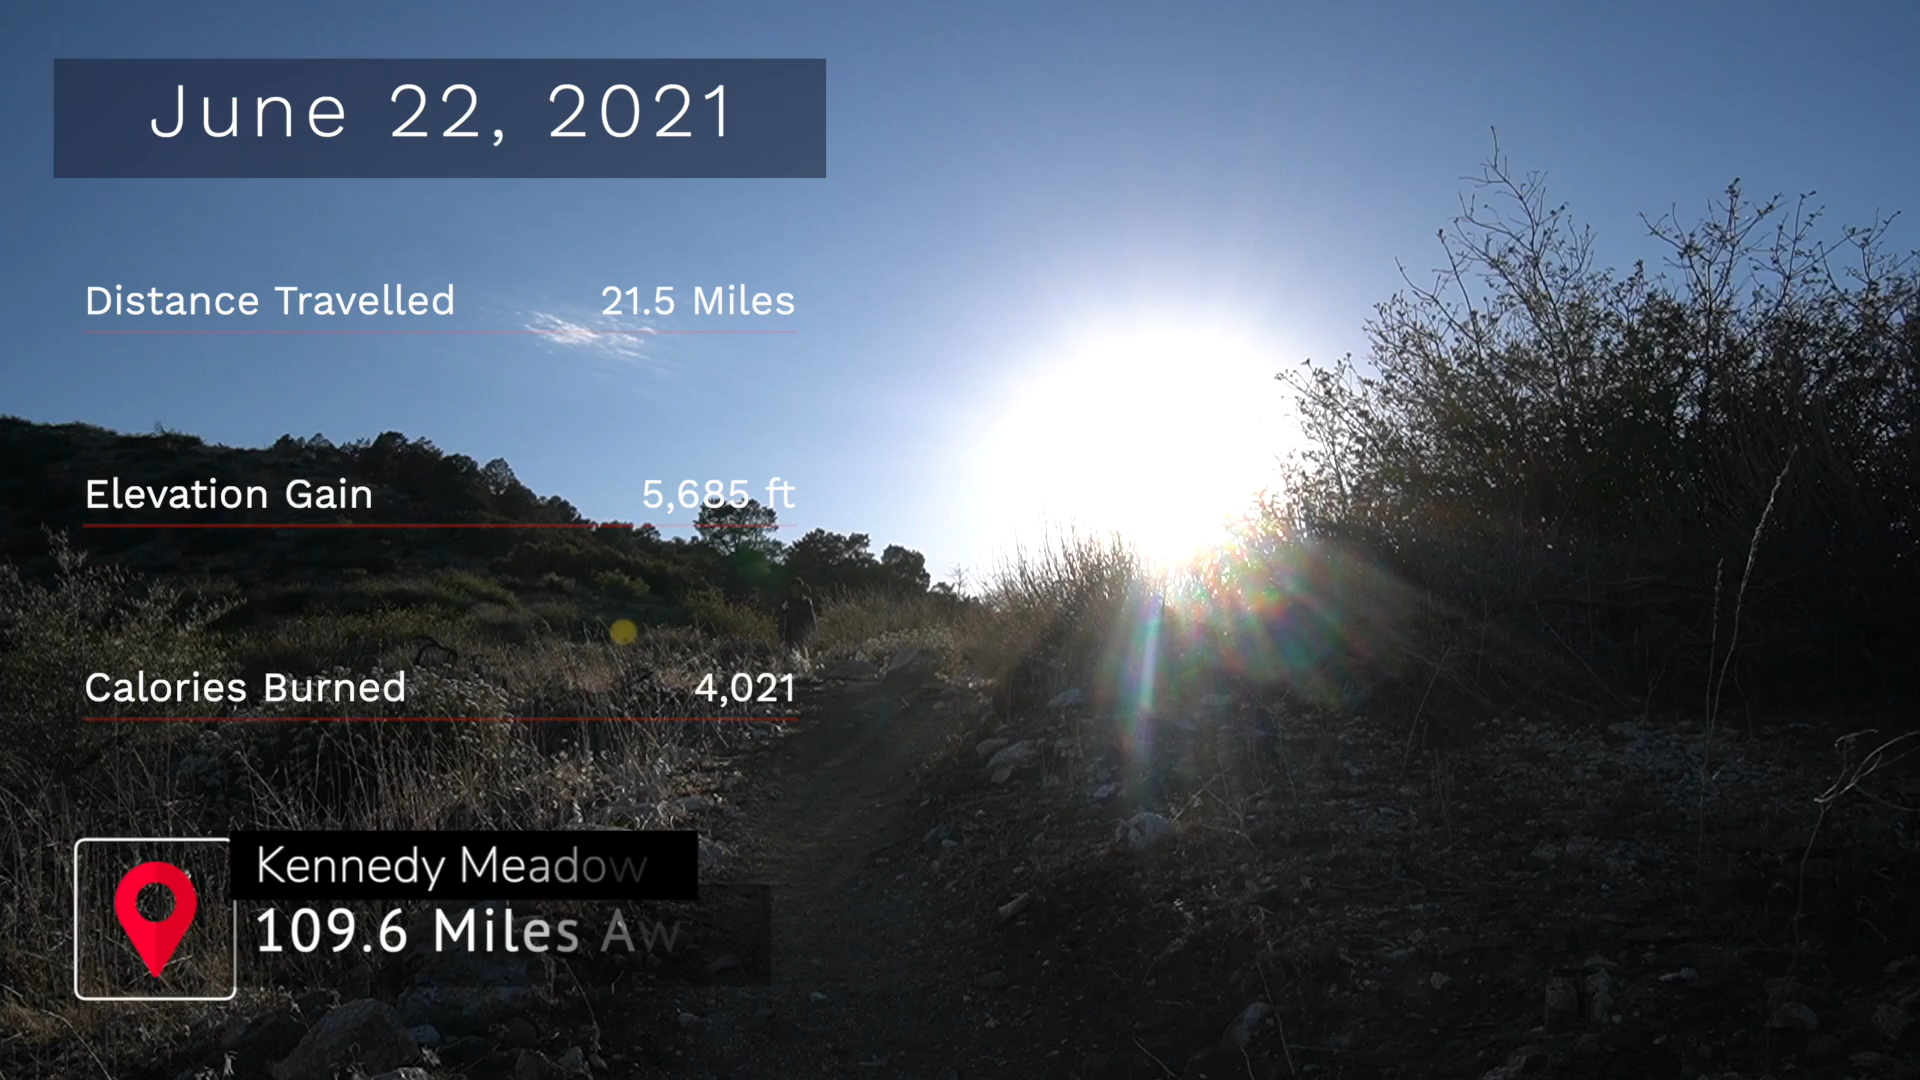 June 22, 2021
Distance Travelled 21.5 Miles
Elevation Gain 5,685 ft
Calories Burned 4,021
Kennedy Meadow
109.6 Miles Aw